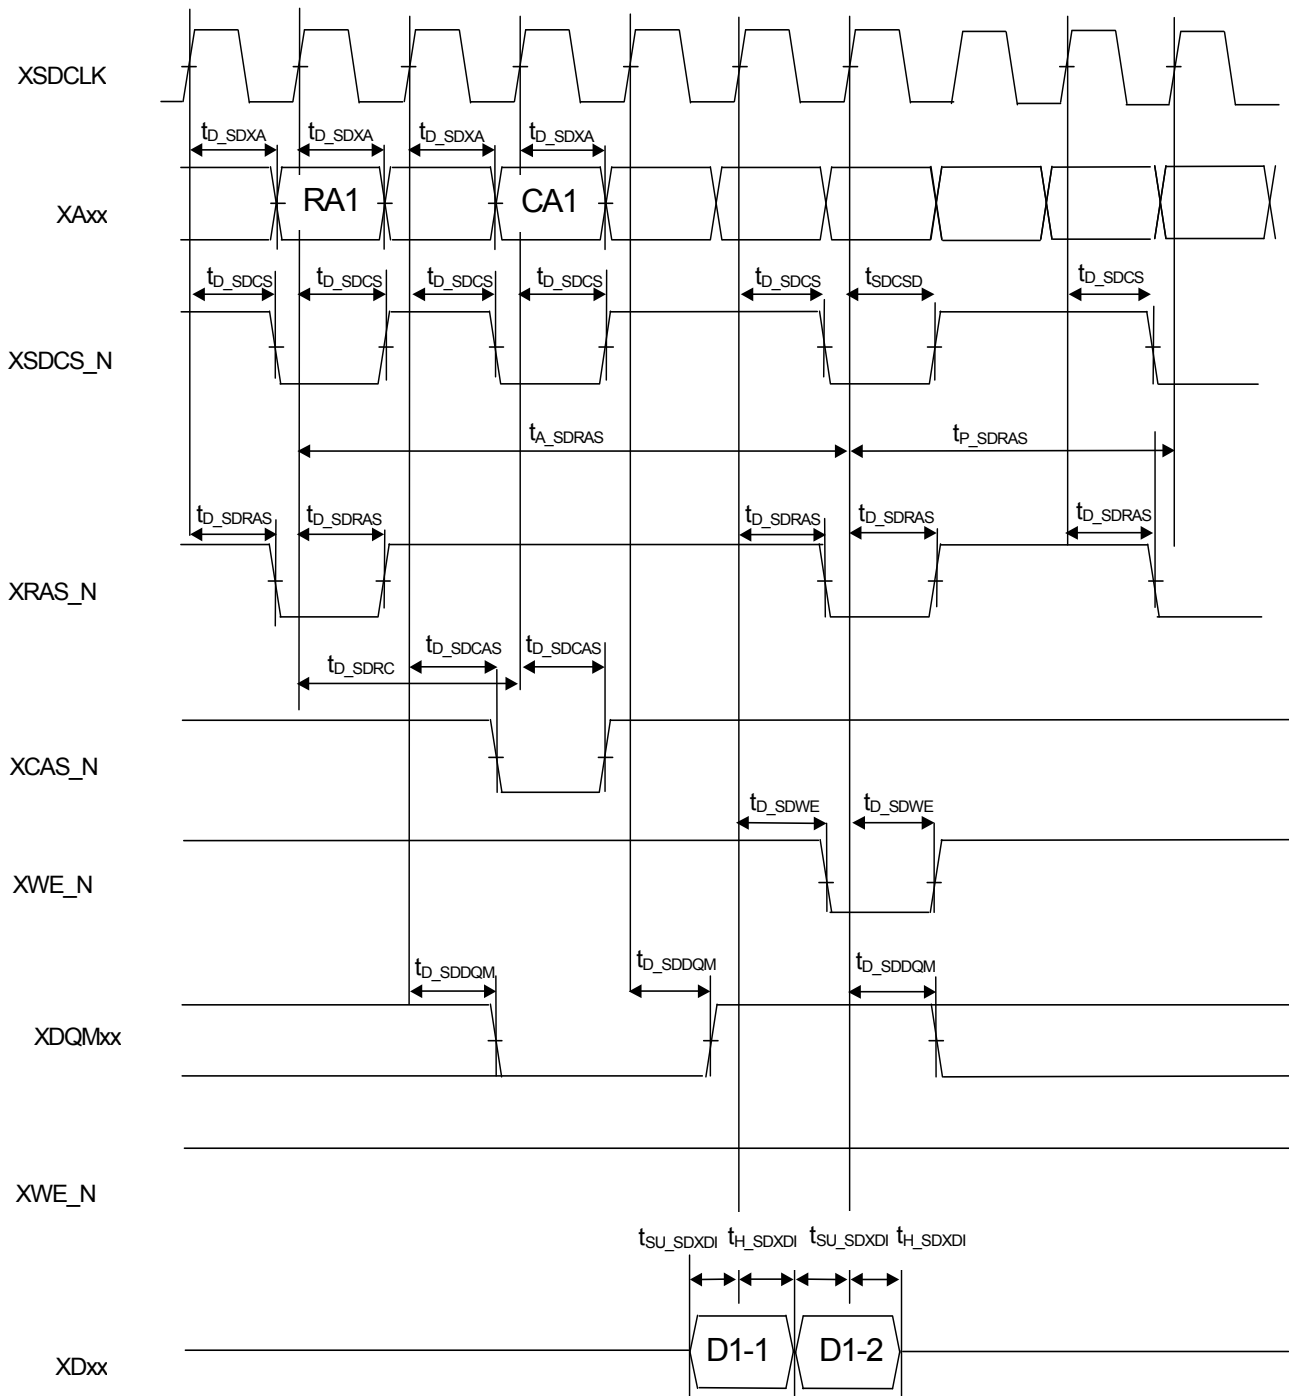 XSDCLK
tD_SDXA tD_SDXA tD_SDXA tD_SDXA
XAxx RA1 CA1
tD_SDCS tD_SDCS tD_SDCS tD_SDCS tD_SDCS tSDCSD tD_SDCS
XSDCS_N
tA_SDRAS tP_SDRAS
tD_SDRAS tD_SDRAS tD_SDRAS tD_SDRAS tD_SDRAS
XRAS_N
tD_SDRC tD_SDCAS tD_SDCAS
XCAS_N
tD_SDWE tD_SDWE
XWE_N
tD_SDDQM tD_SDDQM tD_SDDQM
XDQMxx
XWE_N
tSU_SDXDI tH_SDXDI tSU_SDXDI tH_SDXDI
XDxx D1-1 D1-2